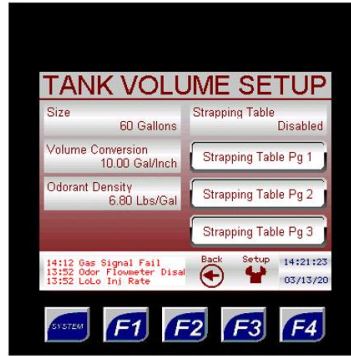 TANK VOLUME SETUP
Size
60 Gallons
Strapping Table
Disabled
Volume Conversion
10.00 Gal/Inch
Strapping Table Pg 1
Odorant Density
6.80 Lbs/Gal
Strapping Table Pg 2
Strapping Table Pg 3
14:12 Gas Signal Fail
13:52 Odor Flowmeter Disa
13:52 LoLo Inj Rate
Back
Setup
14:21:23
03/13/20
SYSTEM
F1
F2
F3
F4